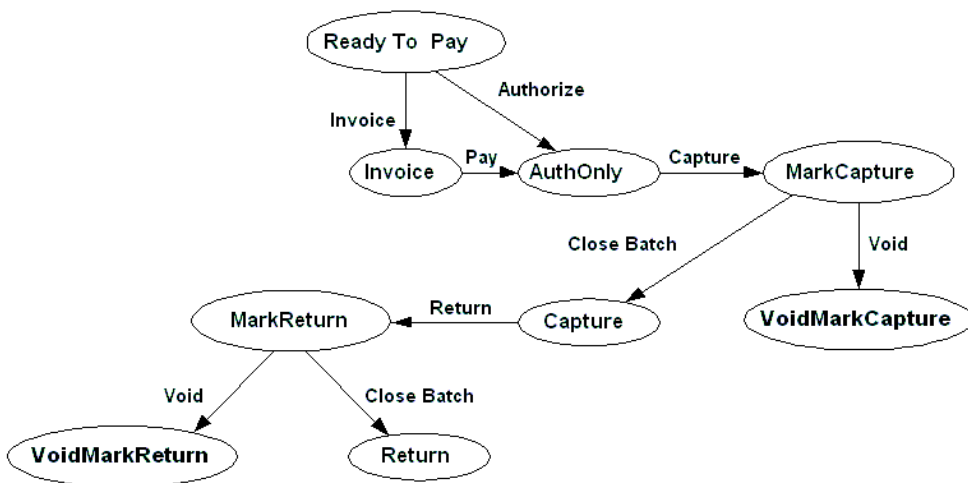 Ready To Pay
Authorize
Invoice
Pay
Capture
Invoice
AuthOnly
MarkCapture
Close Batch
Void
Return
MarkReturn
Capture
VoidMarkCapture
Void
Close Batch
VoidMarkReturn
Return